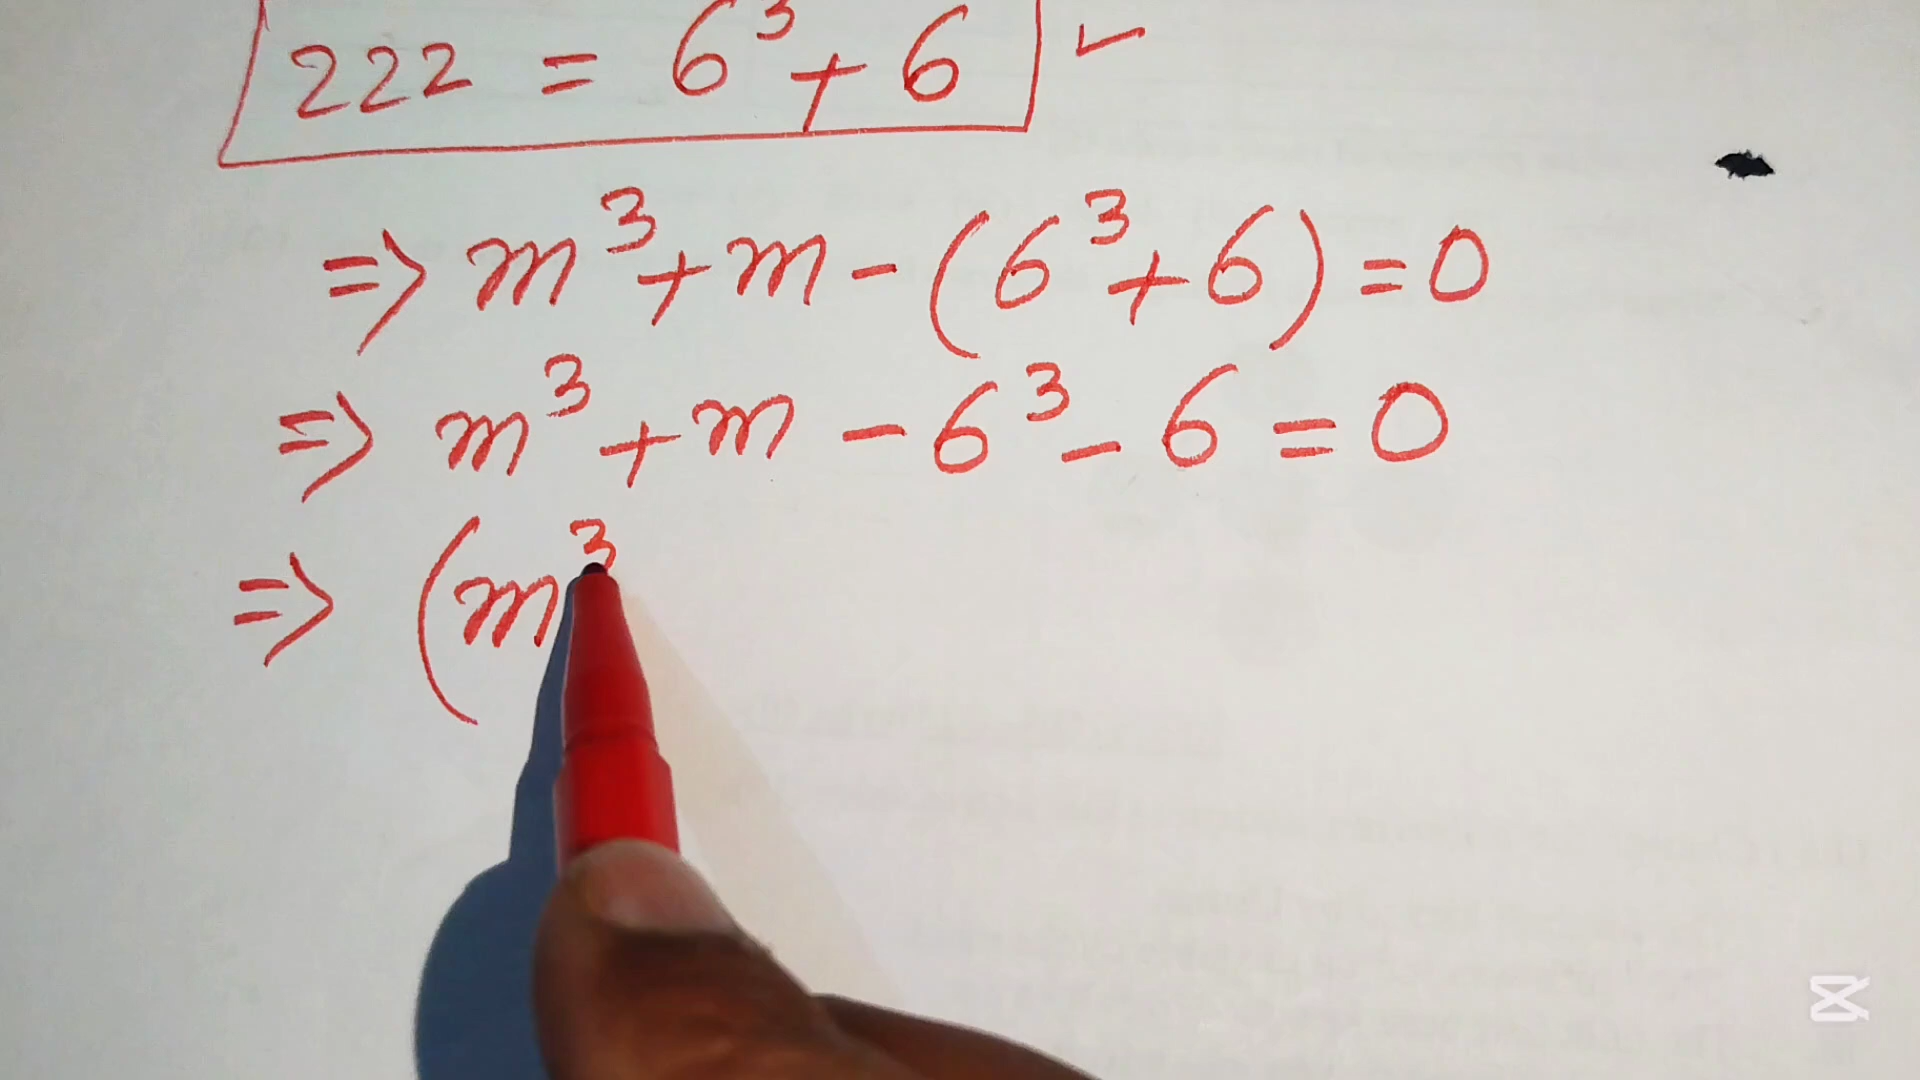 222 = 6³ + 6
=> m³ + m - (6³ + 6) = 0
=> m³ + m - 6³ - 6 = 0
=> (m³